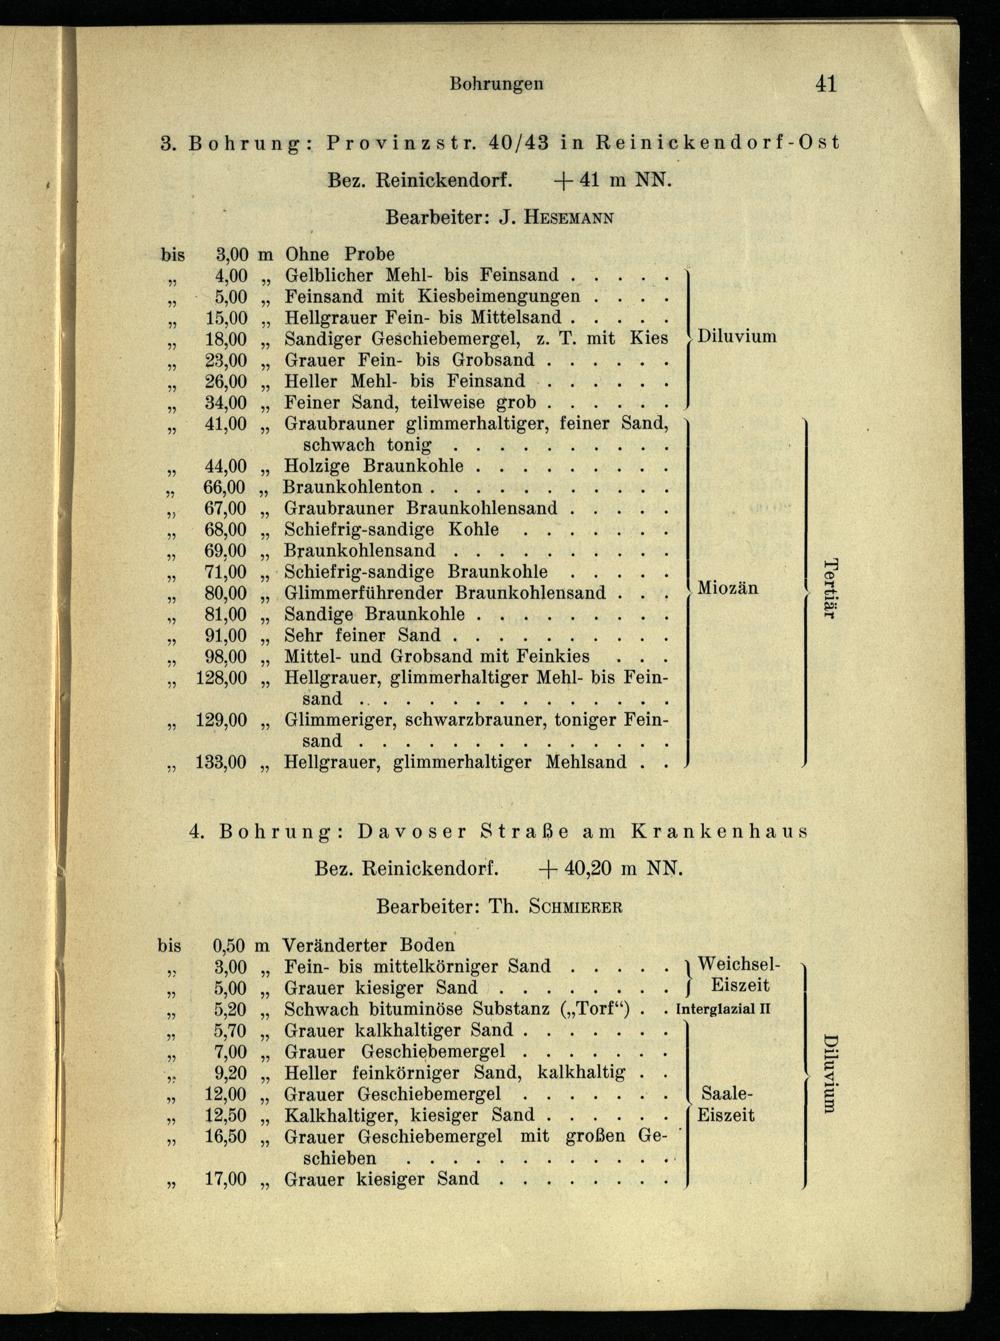 Bohrungen 41
3. Bohrung: Provinzstr. 40/43 in Reinickendorf-Ost
Bez. Reinickendorf. + 41 m NN.
Bearbeiter: J. HESEMANN
bis 3,00 m Ohne Probe
„ 4,00 „ Gelblicher Mehl- bis Feinsand . . . . .
„ 5,00 „ Feinsand mit Kiesbeimengungen . . . .
„ 15,00 „ Hellgrauer Fein- bis Mittelsand . . . . .
„ 18,00 „ Sandiger Geschiebemergel, z. T. mit Kies Diluvium
„ 23,00 „ Grauer Fein- bis Grobsand . . . . . .
„ 26,00 „ Heller Mehl- bis Feinsand . . . . . .
„ 34,00 „ Feiner Sand, teilweise grob . . . . . .
„ 41,00 „ Graubrauner glimmerhaltiger, feiner Sand,
schwach tonig . . . . . . . . . .
„ 44,00 „ Holzige Braunkohle . . . . . . . . .
„ 66,00 „ Braunkohlenton . . . . . . . . . . .
„ 67,00 „ Graubrauner Braunkohlensand . . . . .
„ 68,00 „ Schiefrig-sandige Kohle . . . . . . .
„ 69,00 „ Braunkohlensand . . . . . . . . . .
„ 71,00 „ Schiefrig-sandige Braunkohle . . . . .
„ 80,00 „ Glimmerführender Braunkohlensand . . . Miozän Tertiär
„ 81,00 „ Sandige Braunkohle . . . . . . . . .
„ 91,00 „ Sehr feiner Sand . . . . . . . . . .
„ 98,00 „ Mittel- und Grobsand mit Feinkies . . .
„ 128,00 „ Hellgrauer, glimmerhaltiger Mehl- bis Fein-
sand . . . . . . . . . . . . . .
„ 129,00 „ Glimmeriger, schwarzbrauner, toniger Fein-
sand . . . . . . . . . . . . . .
„ 133,00 „ Hellgrauer, glimmerhaltiger Mehlsand . .
4. Bohrung: Davoser Straße am Krankenhaus
Bez. Reinickendorf. + 40,20 m NN.
Bearbeiter: Th. SCHMIERER
bis 0,50 m Veränderter Boden
„ 3,00 „ Fein- bis mittelkörniger Sand . . . . . Weichsel-
„ 5,00 „ Grauer kiesiger Sand . . . . . . . . Eiszeit
„ 5,20 „ Schwach bituminöse Substanz („Torf“) . . Interglazial II
„ 5,70 „ Grauer kalkhaltiger Sand . . . . . . .
„ 7,00 „ Grauer Geschiebemergel . . . . . . .
„ 9,20 „ Heller feinkörniger Sand, kalkhaltig . . Diluvium
„ 12,00 „ Grauer Geschiebemergel . . . . . . . Saale-
„ 12,50 „ Kalkhaltiger, kiesiger Sand . . . . . . Eiszeit
„ 16,50 „ Grauer Geschiebemergel mit großen Ge-
schieben . . . . . . . . . . . .
„ 17,00 „ Grauer kiesiger Sand . . . . . . . .